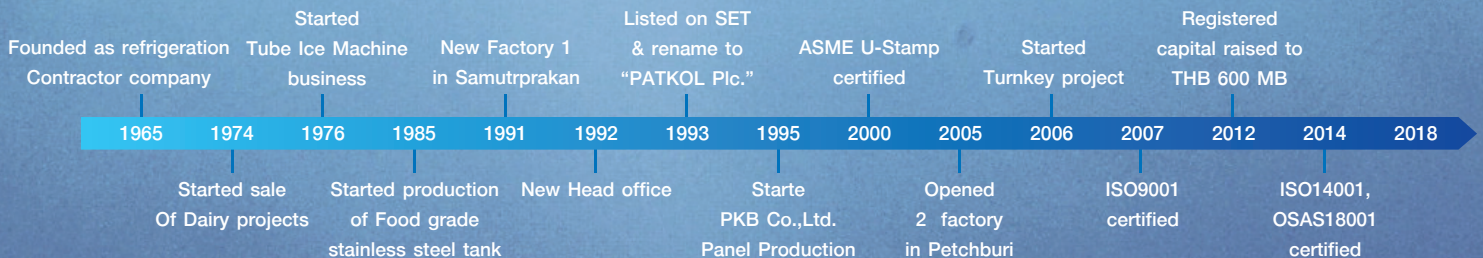 Founded as refrigeration
Contractor company
Started
Tube Ice Machine
business
New Factory 1
in Samutrprakan
Listed on SET
& rename to
“PATKOL Plc.”
ASME U-Stamp
certified
Started
Turnkey project
Registered
capital raised to
THB 600 MB
1965 1974 1976 1985 1991 1992 1993 1995 2000 2005 2006 2007 2012 2014 2018
Started sale
Of Dairy projects
Started production
of Food grade
stainless steel tank
New Head office
Starte
PKB Co.,Ltd.
Panel Production
Opened
2 factory
in Petchburi
ISO9001
certified
ISO14001,
OSAS18001
certified